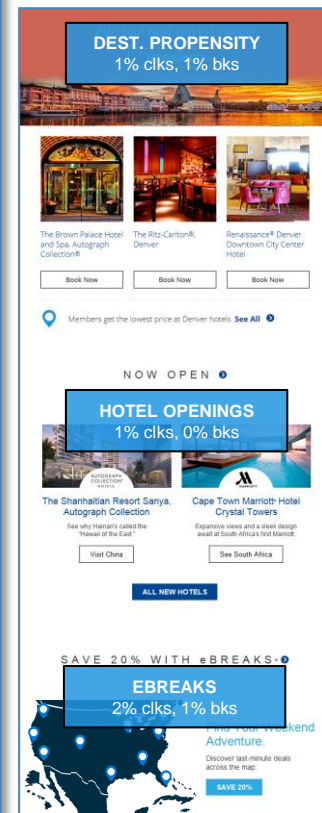 DEST. PROPENSITY
1% clks, 1% bks
The Brown Palace Hotel
and Spa, Autograph
Collection®
The Ritz-Carlton®,
Denver
Renaissance® Denver
Downtown City Center
Hotel
Book Now
Book Now
Book Now
Members get the lowest price at Denver hotels. See All
NOW OPEN
HOTEL OPENINGS
1% clks, 0% bks
AUTOGRAPH
COLLECTION®
HOTELS
MARRIOTT
The Shanhaitian Resort Sanya,
Autograph Collection
See why Hainan's called the
"Hawaii of the East."
Visit China
Cape Town Marriott® Hotel
Crystal Towers
Expansive views and a sleek design
await at South Africa's first Marriott.
See South Africa
ALL NEW HOTELS
SAVE 20% WITH eBREAKS®
EBREAKS
2% clks, 1% bks
Find Your Weekend
Adventure.
Discover last-minute deals
across the map.
SAVE 20%